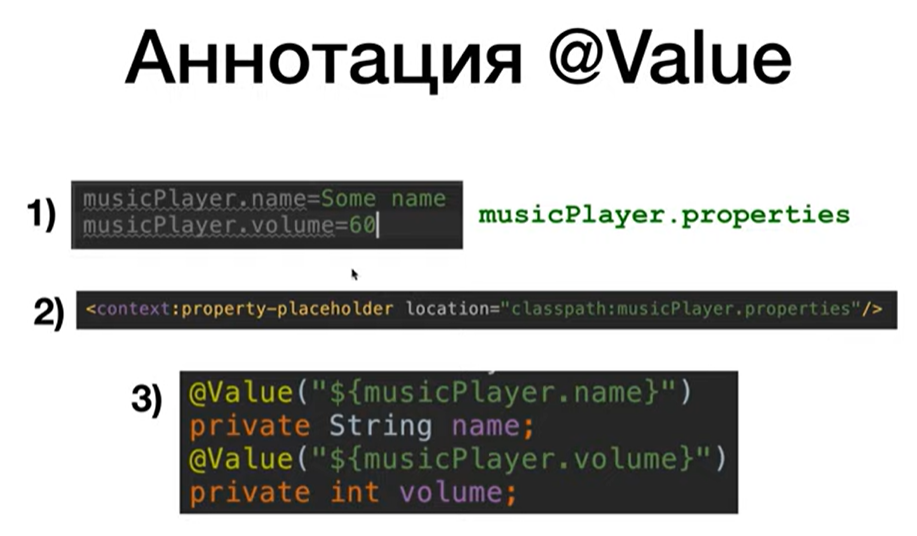 Аннотация @Value
1)
musicPlayer.name=Some name
musicPlayer.volume=60
musicPlayer.properties
2)
<context:property-placeholder location="classpath:musicPlayer.properties"/>
3)
@Value("${musicPlayer.name}")
private String name;
@Value("${musicPlayer.volume}")
private int volume;